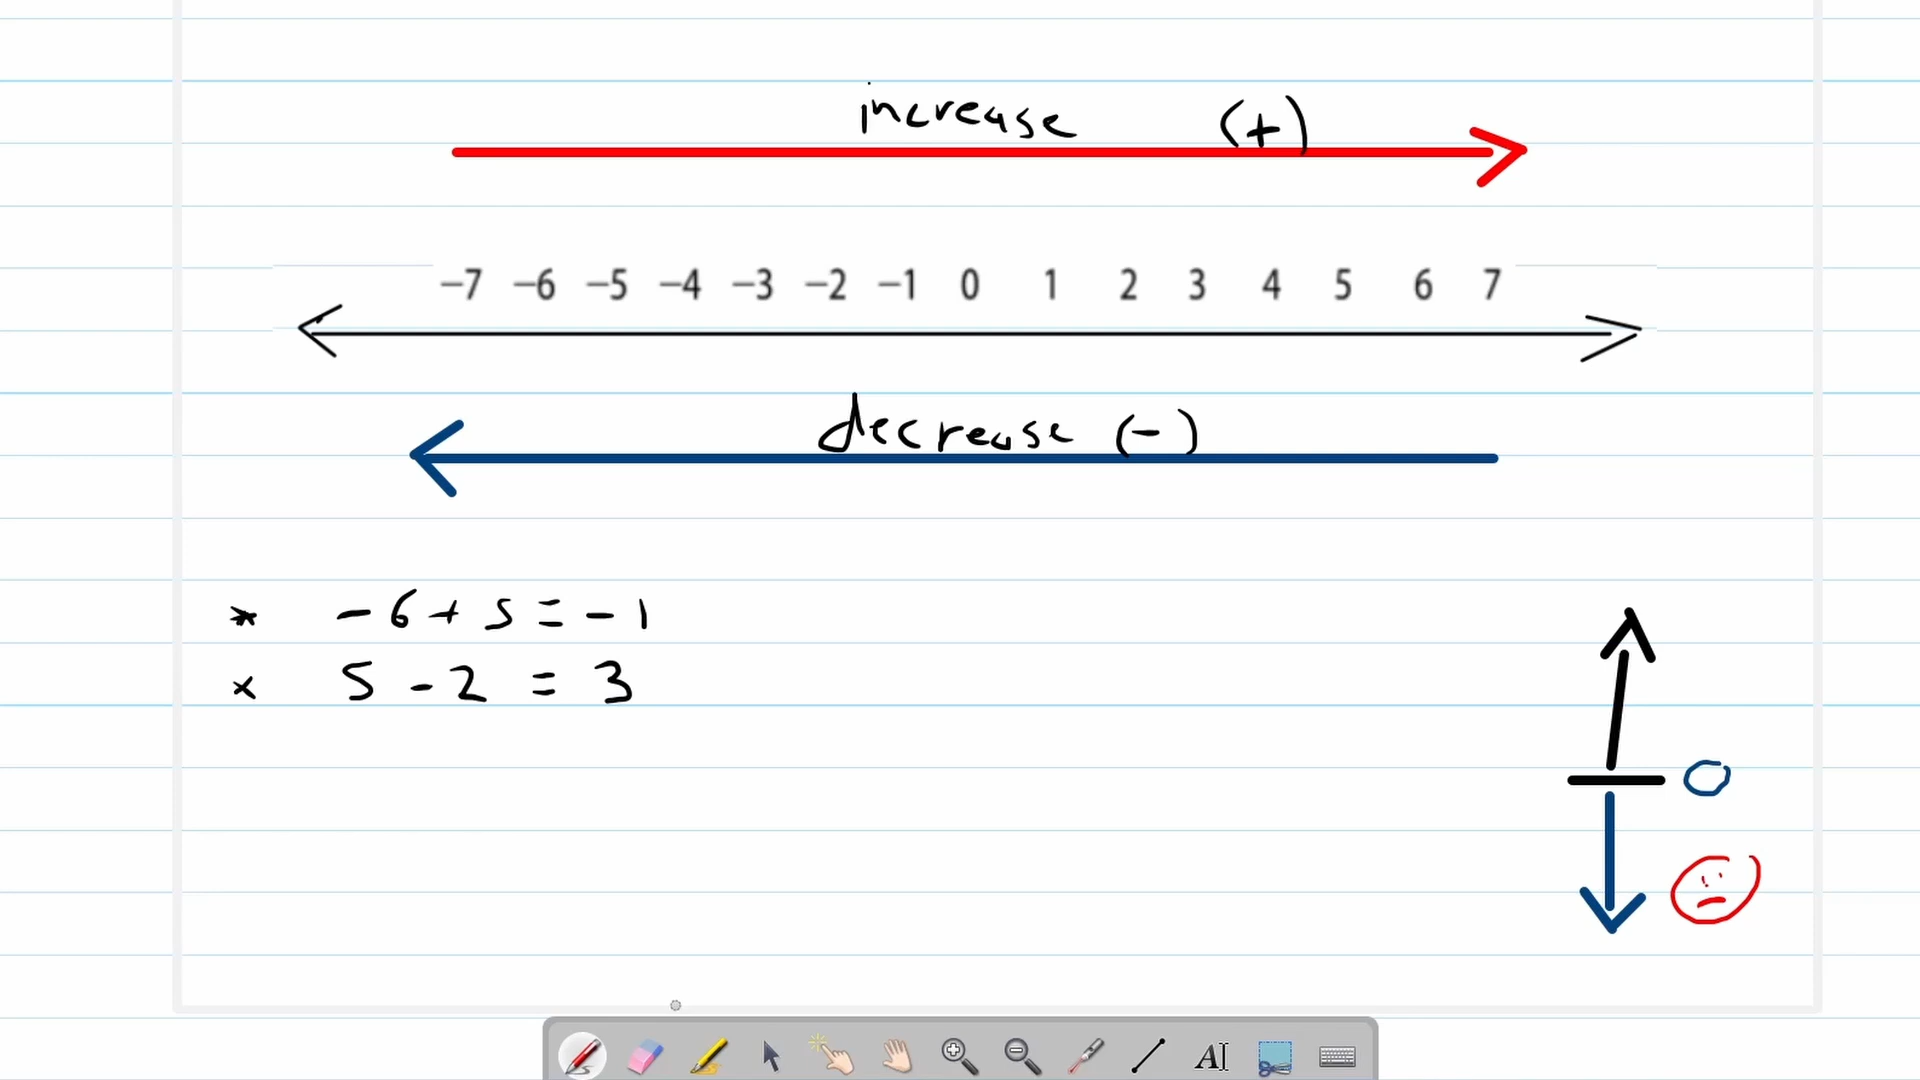 increase (+)
−7 −6 −5 −4 −3 −2 −1 0 1 2 3 4 5 6 7
decrease (-)
* - 6 + 5 = - 1
x 5 - 2 = 3
0
AI